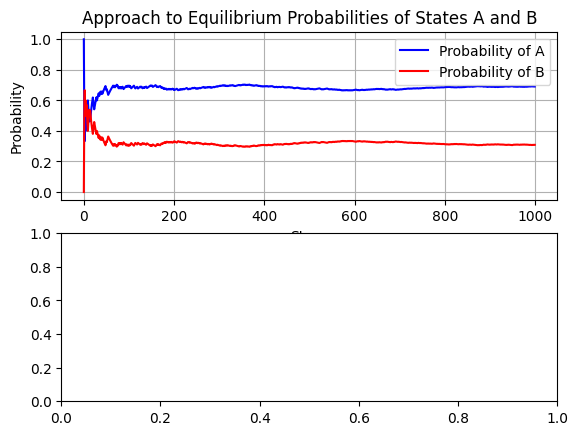 Approach to Equilibrium Probabilities of States A and B
1.0
0.8
0.6
0.4
0.2
0.0
Probability
Probability of A
Probability of B
0 200 400 600 800 1000
1.0
0.8
0.6
0.4
0.2
0.0
0.0 0.2 0.4 0.6 0.8 1.0